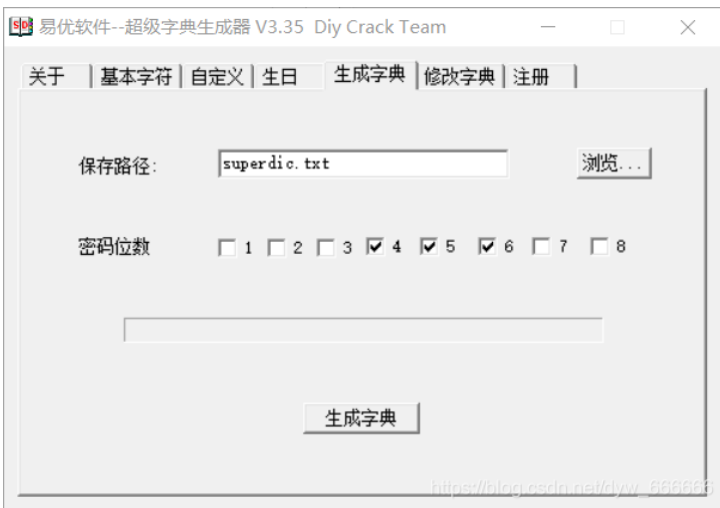 易优软件--超级字典生成器 V3.35 Diy Crack Team
关于 基本字符 自定义 生日 生成字典 修改字典 注册
保存路径: superdic.txt 浏览...
密码位数 1 2 3 4 5 6 7 8
生成字典
https://blog.csdn.net/dyw_666666